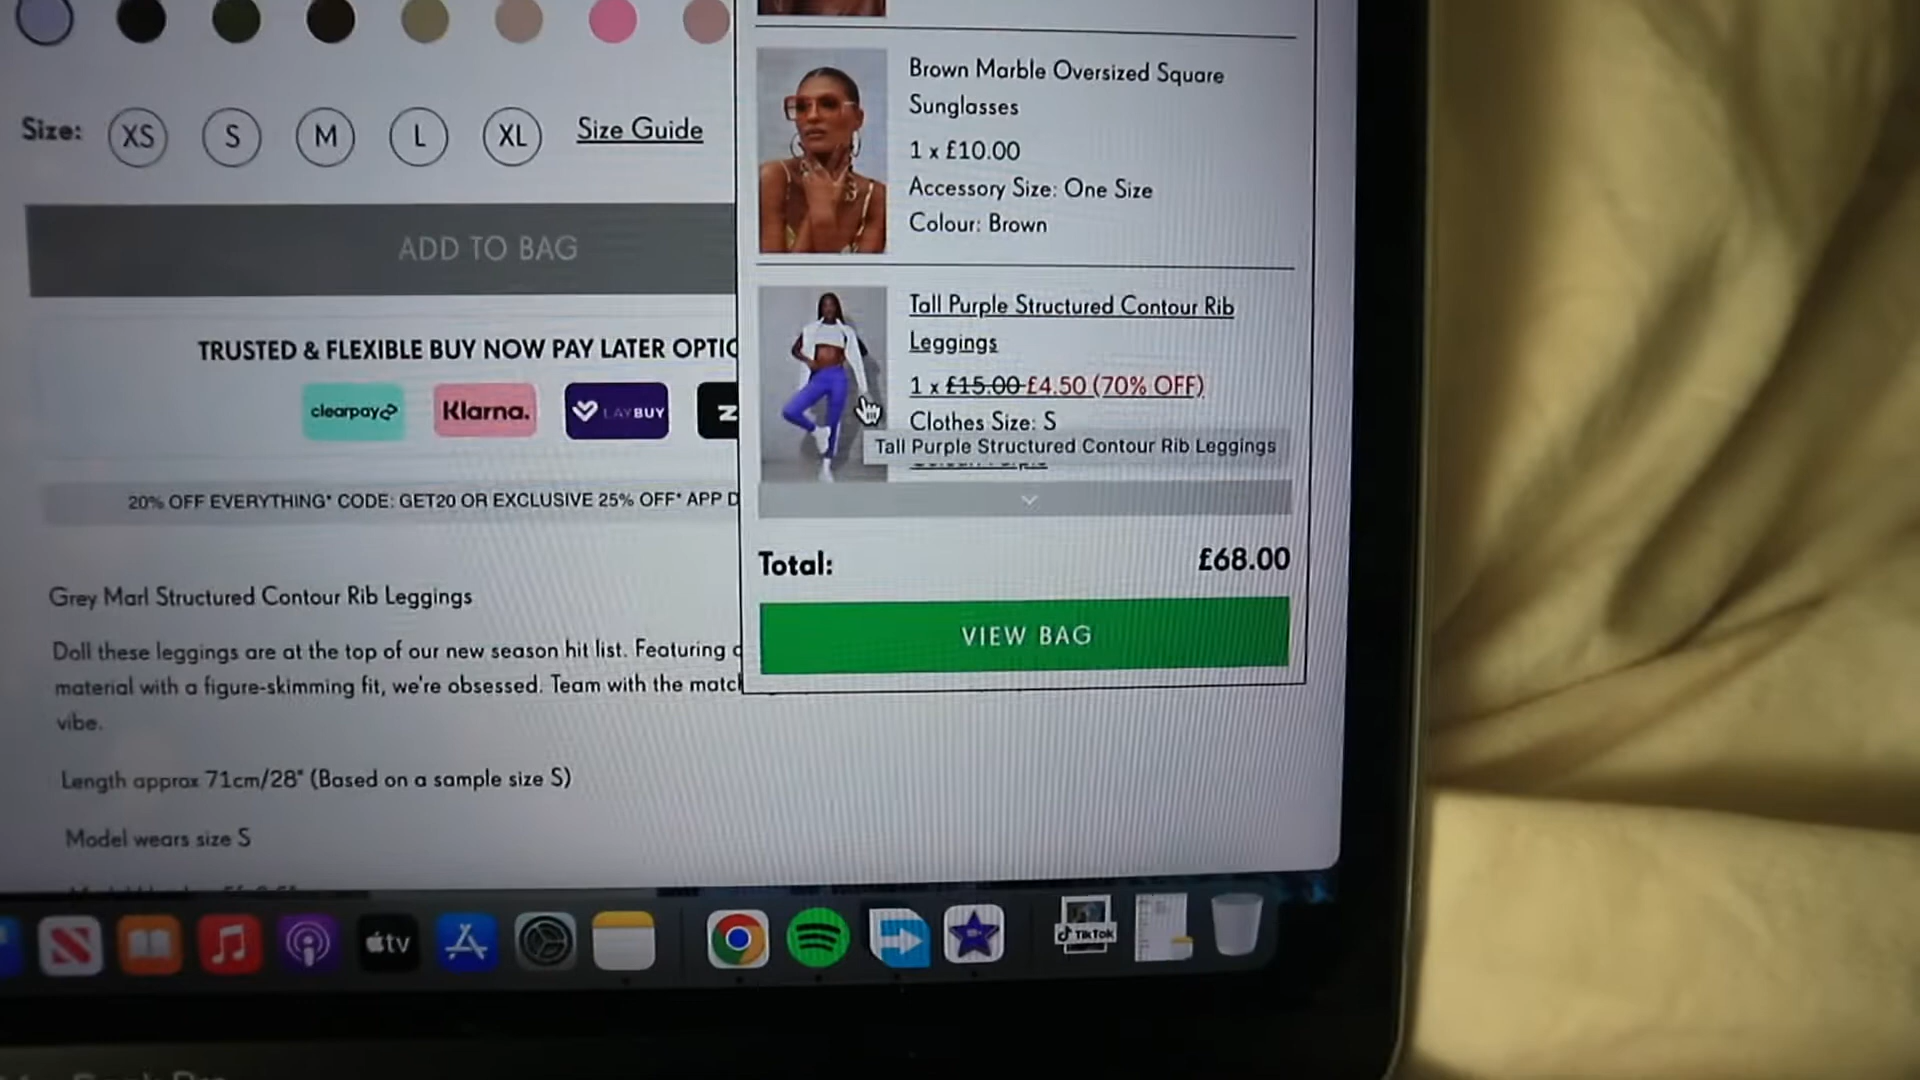 Size:
XS
S
M
L
XL
Size Guide
ADD TO BAG
TRUSTED & FLEXIBLE BUY NOW PAY LATER
clearpay
Klarna.
LAYBUY
20% OFF EVERYTHING* CODE: GET20 OR EXCLUSIVE 25% OFF* APP
Grey Marl Structured Contour Rib Leggings
Doll these leggings are at the top of our new season hit list. Featuring
material with a figure-skimming fit, we're obsessed. Team with the
vibe.
Length approx 71cm/28" (Based on a sample size S)
Model wears size S
Brown Marble Oversized Square
Sunglasses
1 x £10.00
Accessory Size: One Size
Colour: Brown
Tall Purple Structured Contour Rib
Leggings
1 x £15.00 £4.50 (70% OFF)
Clothes Size: S
Tall Purple Structured Contour Rib Leggings
Total: £68.00
VIEW BAG
tv
TikTok